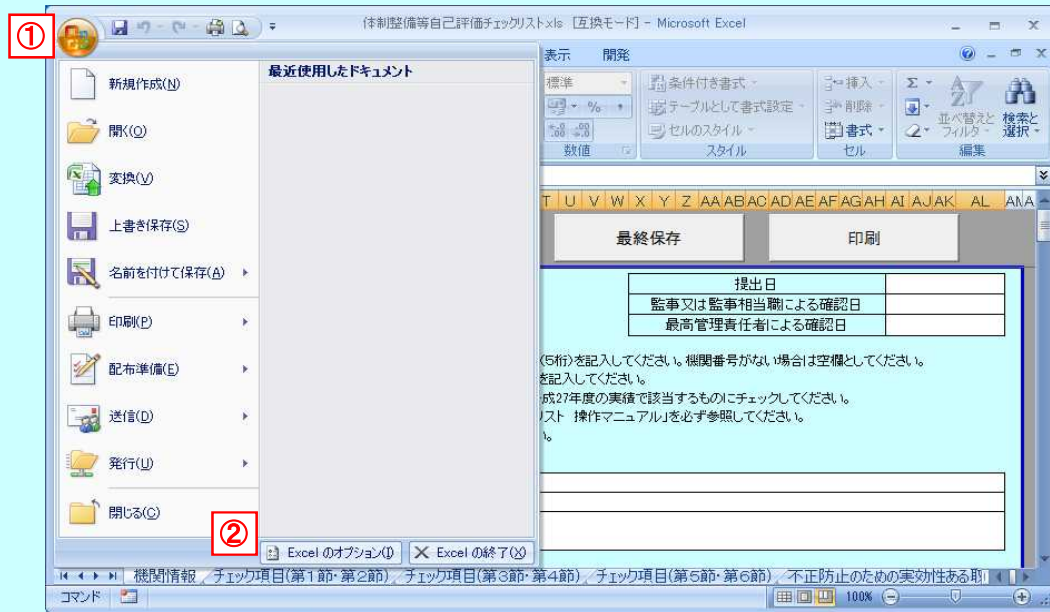 ①
体制整備等自己評価チェックリスト.xls [互換モード] - Microsoft Excel
表示 開発
新規作成(N)
開く(O)
変換(V)
上書き保存(S)
名前を付けて保存(A)
印刷(P)
配布準備(E)
送信(D)
発行(U)
閉じる(C)
最近使用したドキュメント
②
Excel のオプション(I)
Excel の終了(X)
標準
%
数値
条件付き書式
テーブルとして書式設定
セルのスタイル
スタイル
挿入
削除
書式
セル
Σ
並べ替えと
フィルタ
検索と
選択
編集
T U V W X Y Z AA AB AC AD AE AF AG AH AI AJ AK AL
最終保存
印刷
提出日
監事又は監事相当職による確認日
最高管理責任者による確認日
(5桁)を記入してください。機関番号がない場合は空欄としてください。
を記入してください。
成27年度の実績で該当するものにチェックしてください。
リスト 操作マニュアル」を必ず参照してください。
い。
機関情報 チェック項目(第1節・第2節) チェック項目(第3節・第4節) チェック項目(第5節・第6節) 不正防止のための実効性ある取
コマンド
100%